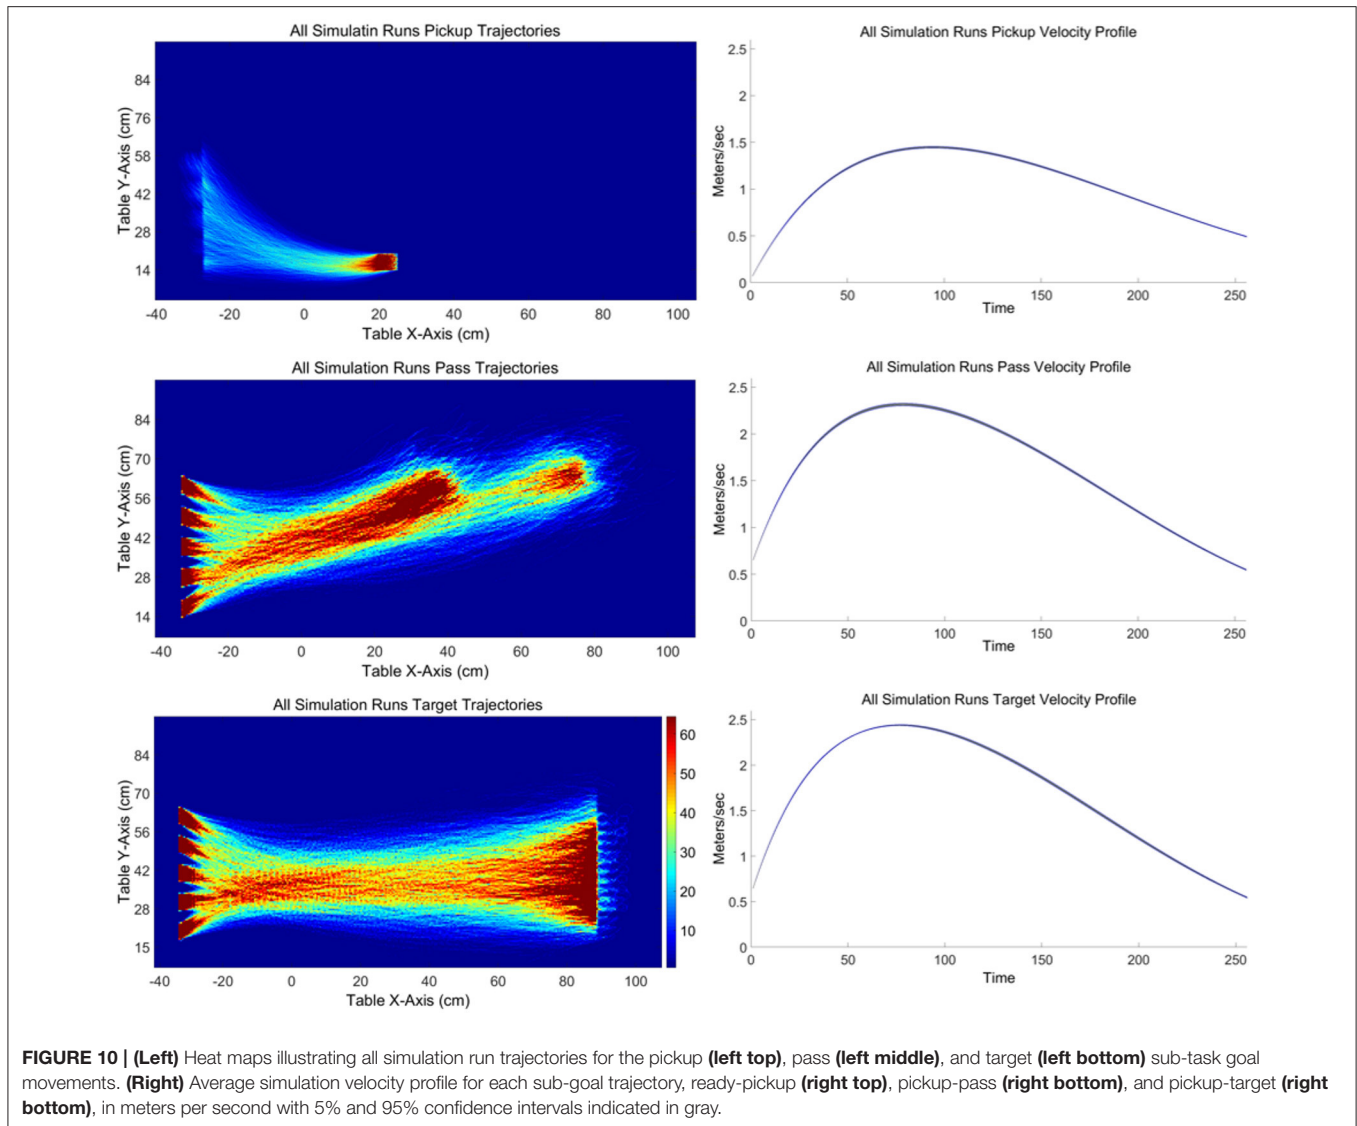 All Simulatin Runs Pickup Trajectories
84
76
58
42
28
14
Table Y-Axis (cm)
-40 -20 0 20 40 60 80 100
Table X-Axis (cm)
All Simulation Runs Pickup Velocity Profile
2.5
2
1.5
1
0.5
0
Meters/sec
0 50 100 150 200 250
Time
All Simulation Runs Pass Trajectories
84
70
56
42
28
14
Table Y-Axis (cm)
-40 -20 0 20 40 60 80 100
Table X-Axis (cm)
All Simulation Runs Pass Velocity Profile
2.5
2
1.5
1
0.5
0
Meters/sec
0 50 100 150 200 250
Time
All Simulation Runs Target Trajectories
84
70
56
42
28
15
Table Y-Axis (cm)
-40 -20 0 20 40 60 80 100
Table X-Axis (cm)
60
50
40
30
20
10
All Simulation Runs Target Velocity Profile
2.5
2
1.5
1
0.5
0
Meters/sec
0 50 100 150 200 250
Time
FIGURE 10 | (Left) Heat maps illustrating all simulation run trajectories for the pickup (left top), pass (left middle), and target (left bottom) sub-task goal
movements. (Right) Average simulation velocity profile for each sub-goal trajectory, ready-pickup (right top), pickup-pass (right bottom), and pickup-target (right
bottom), in meters per second with 5% and 95% confidence intervals indicated in gray.